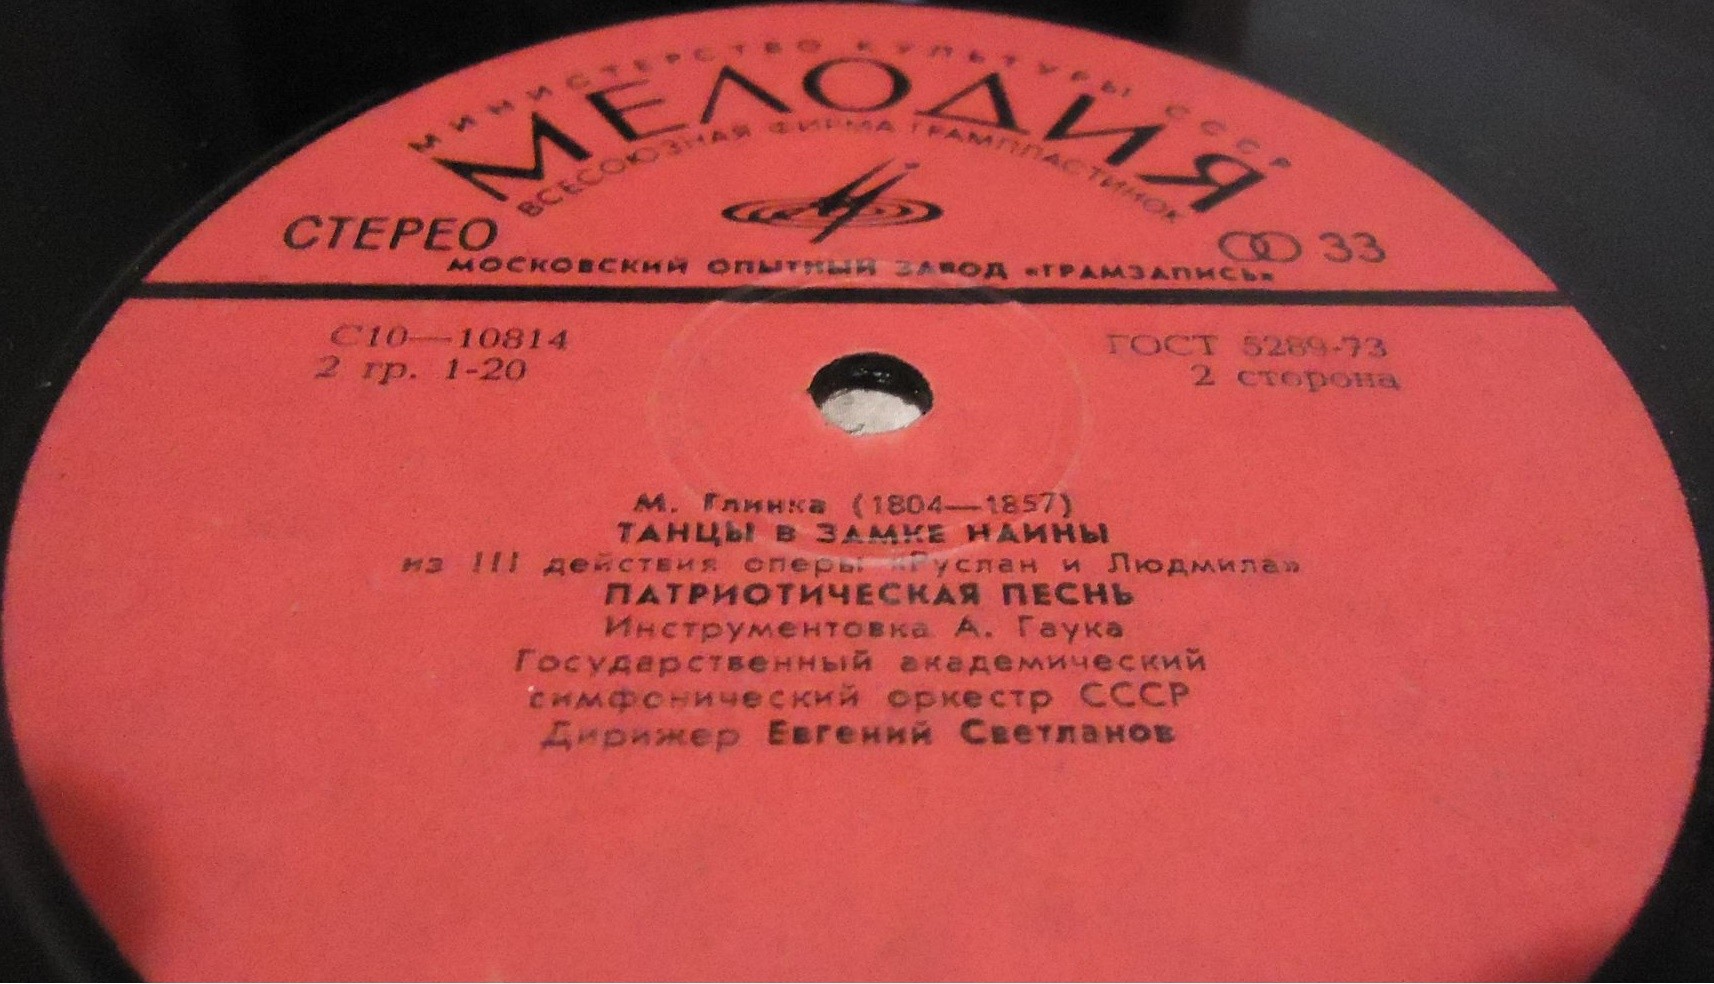 МИНИСТЕРСТВО КУЛЬТУРЫ СССР
МЕЛОДИЯ
ВСЕСОЮЗНАЯ ФИРМА ГРАМПЛАСТИНОК
СТЕРЕО
33
МОСКОВСКИЙ ОПЫТНЫЙ ЗАВОД «ГРАМЗАПИСЬ»
С10—10814
ГОСТ 5289-73
2 гр. 1-20
2 сторона
М. Глинка (1804—1857)
ТАНЦЫ В ЗАМКЕ НАИНЫ
из III действия оперы «Руслан и Людмила»
ПАТРИОТИЧЕСКАЯ ПЕСНЬ
Инструментовка А. Гаука
Государственный академический
симфонический оркестр СССР
Дирижер Евгений Светланов